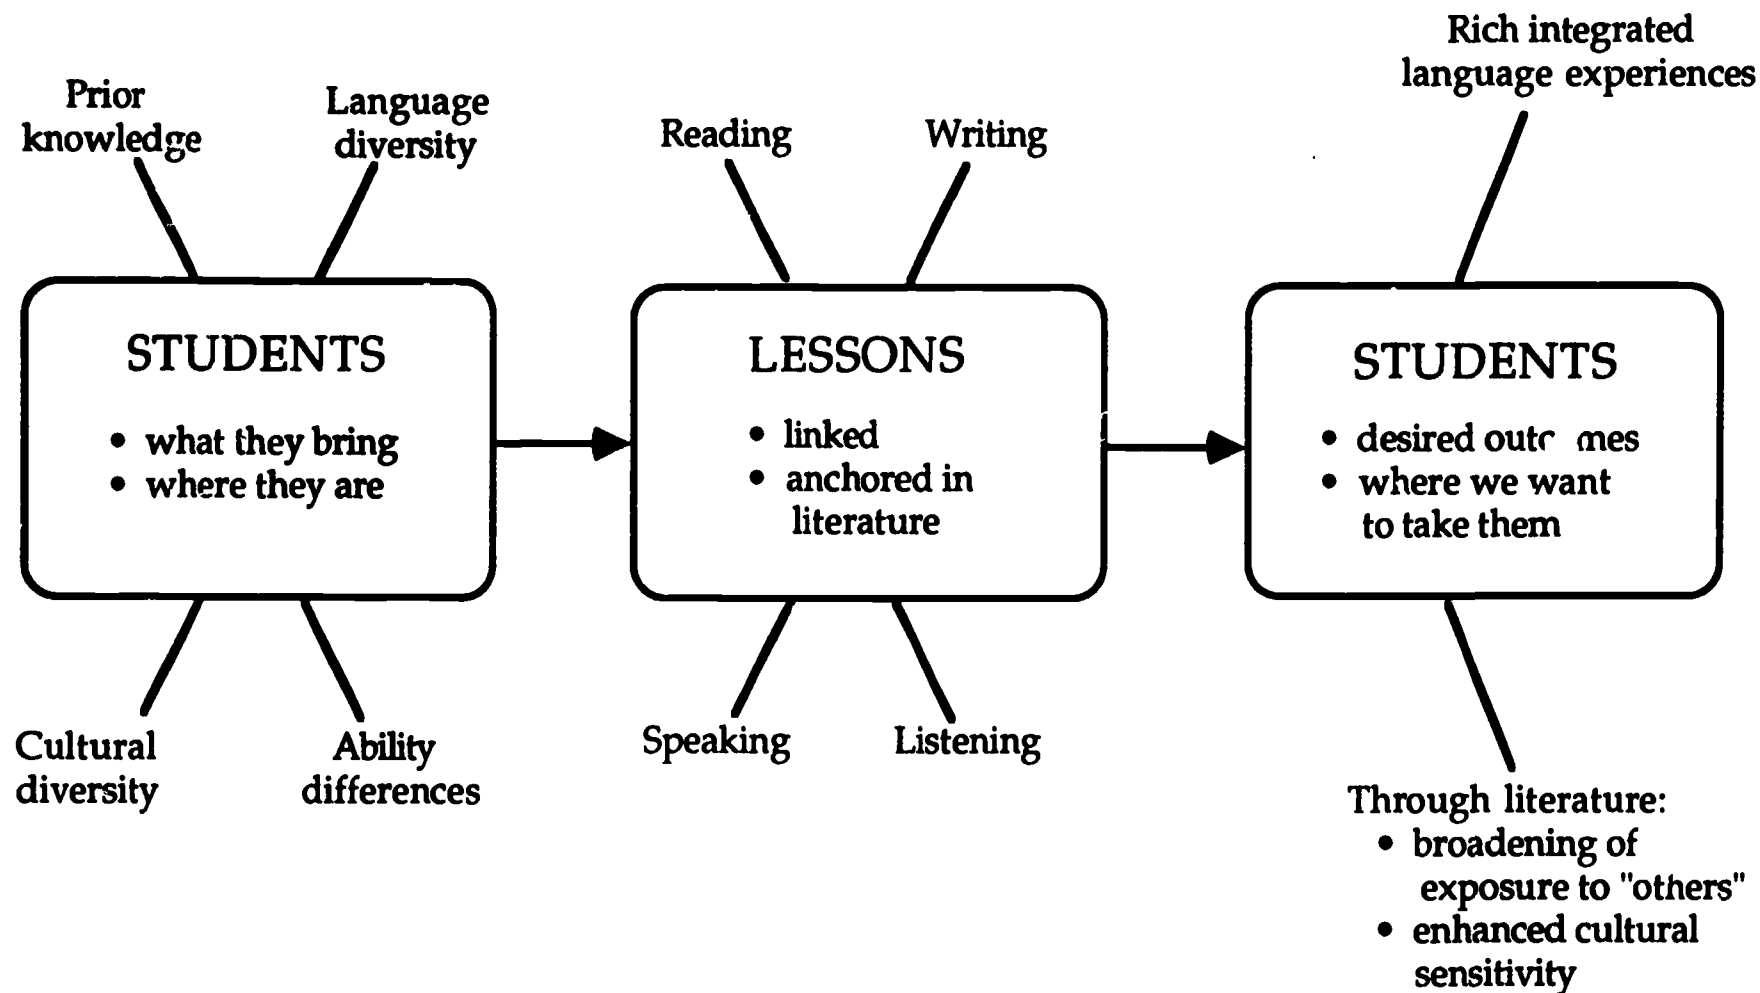 Prior
knowledge
Language
diversity
STUDENTS
• what they bring
• where they are
Cultural
diversity
Ability
differences
Reading
Writing
LESSONS
• linked
• anchored in
literature
Speaking
Listening
Rich integrated
language experiences
STUDENTS
• desired
• where we want
to take them
Through literature:
• broadening of
exposure to "others"
• enhanced cultural
sensitivity